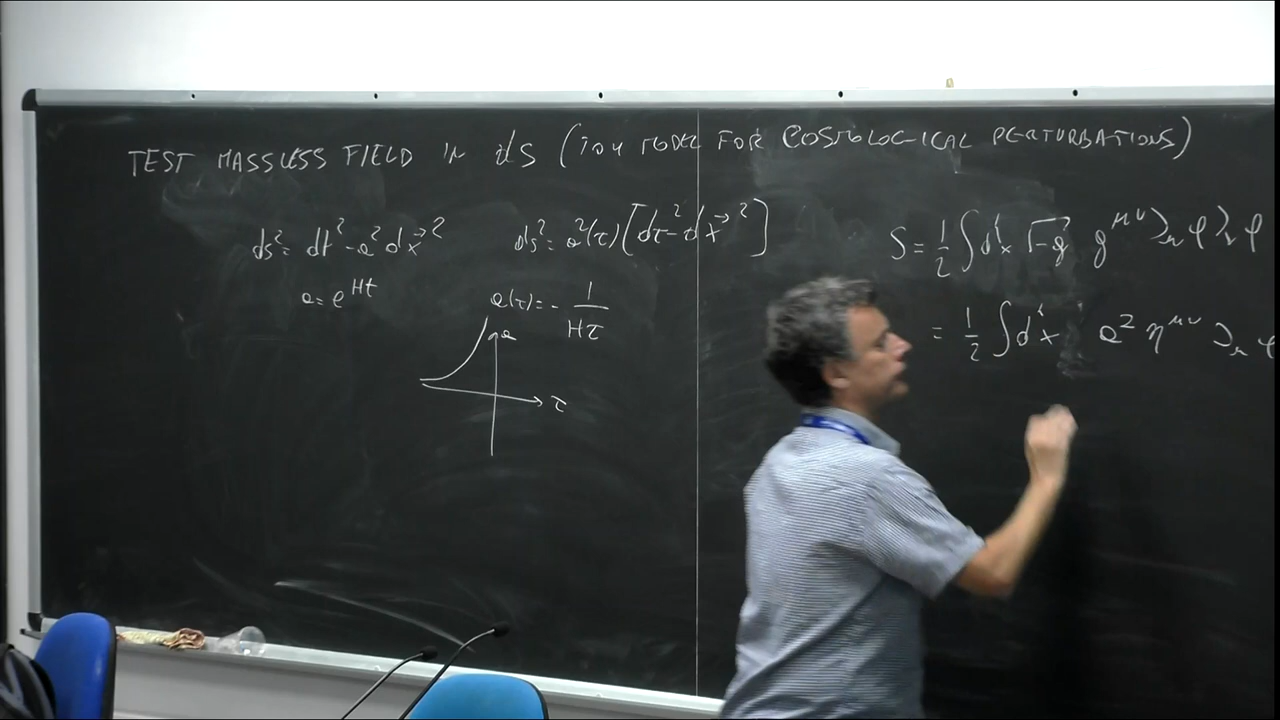 TEST MASSLESS FIELD IN dS (TOY MODEL FOR COSMOLOGICAL PERTURBATIONS)
ds² = dt² - a² dx⃗²
a = e^{Ht}
ds² = a²(τ)[dτ² - dx⃗²]
a(τ) = - 1/Hτ
a
τ
S = 1/2 ∫d⁴x √-g g^{μν} ∂_μ φ ∂_ν φ
= 1/2 ∫d⁴x a² η^{μν} ∂_μ φ